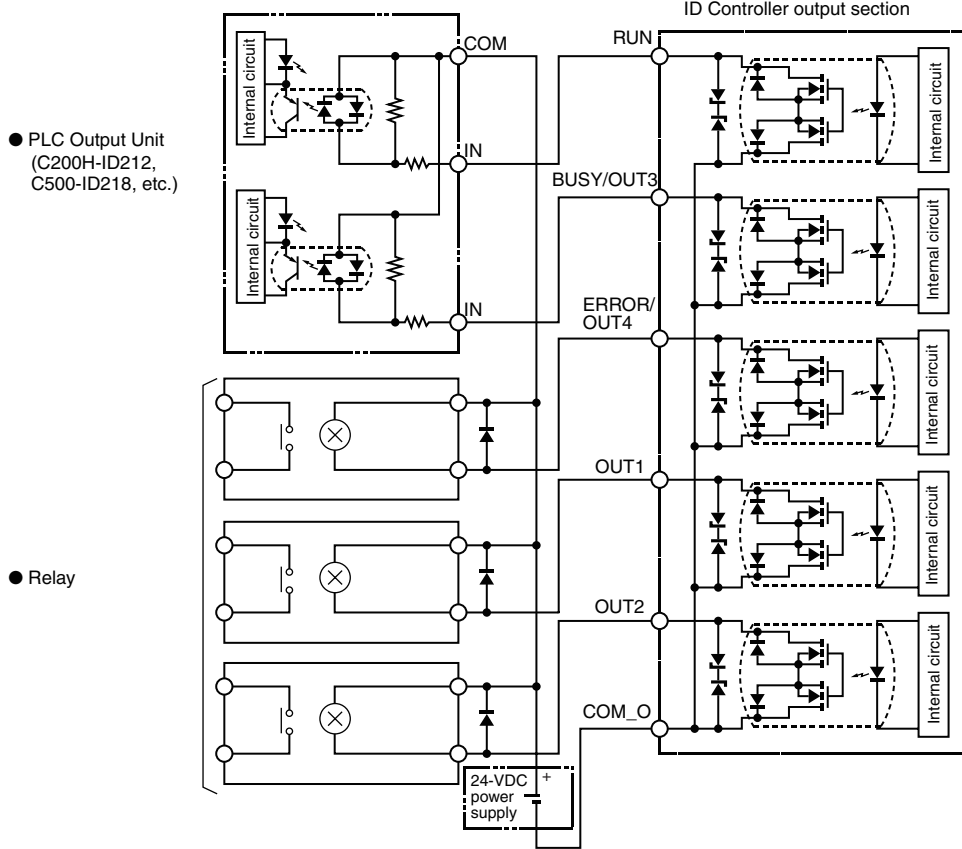 ID Controller output section
● PLC Output Unit
(C200H-ID212,
C500-ID218, etc.)
Internal circuit
COM
IN
Internal circuit
IN
RUN
Internal circuit
BUSY/OUT3
Internal circuit
ERROR/
OUT4
Internal circuit
● Relay
OUT1
Internal circuit
OUT2
Internal circuit
COM_O
24-VDC
power
supply
+